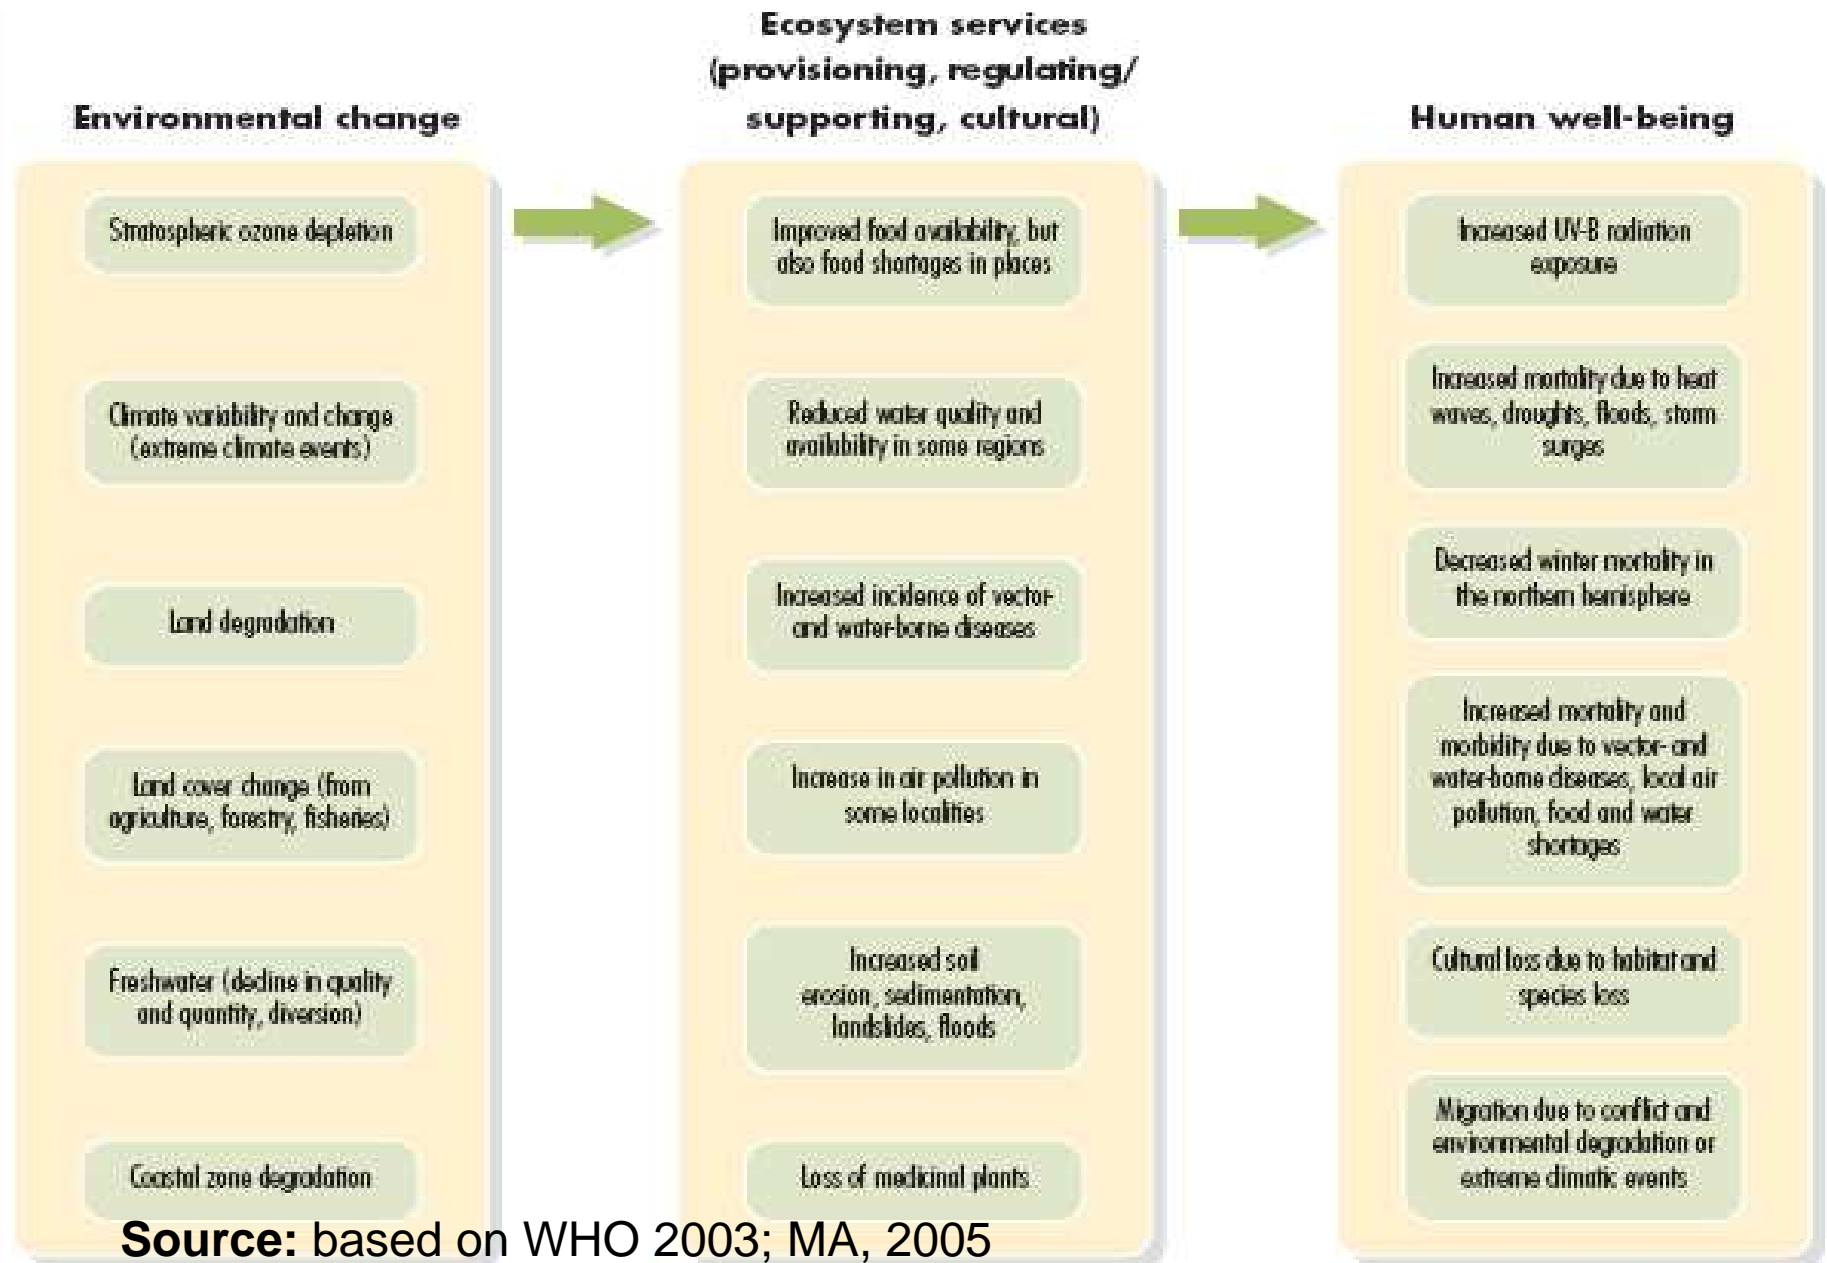 Ecosystem services
(provisioning, regulating/
supporting, cultural)
Environmental change
Human well-being
Stratospheric ozone depletion
Climate variability and change
(extreme climate events)
Land degradation
Land cover change (from
agriculture, forestry, fisheries)
Freshwater (decline in quality
and quantity, diversion)
Coastal zone degradation
Improved food availability, but
also food shortages in places
Reduced water quality and
availability in some regions
Increased incidence of vector-
and water-borne diseases
Increase in air pollution in
some localities
Increased soil
erosion, sedimentation,
landslides, floods
Loss of medicinal plants
Increased UV-B radiation
exposure
Increased mortality due to heat
waves, droughts, floods, storm
surges
Decreased winter mortality in
the northern hemisphere
Increased mortality and
morbidity due to vector- and
water-borne diseases, local air
pollution, food and water
shortages
Cultural loss due to habitat and
species loss
Migration due to conflict and
environmental degradation or
extreme climatic events
Source: based on WHO 2003; MA, 2005